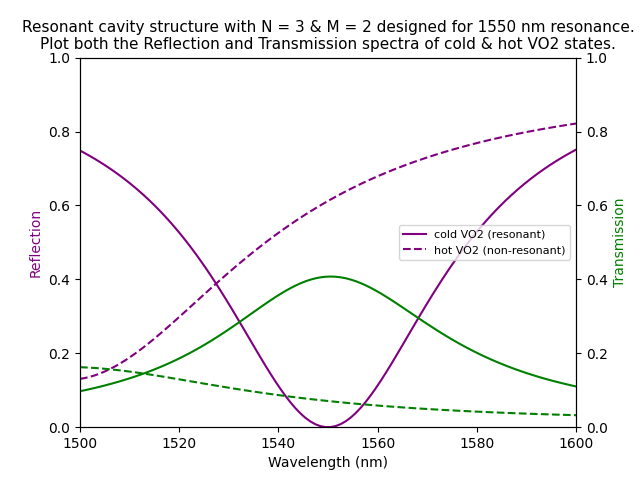 Resonant cavity structure with N = 3 & M = 2 designed for 1550 nm resonance.
Plot both the Reflection and Transmission spectra of cold & hot VO2 states.
1.0
0.8
0.6
0.4
0.2
0.0
Reflection
cold VO2 (resonant)
hot VO2 (non-resonant)
1.0
0.8
0.6
0.4
0.2
0.0
Transmission
1500 1520 1540 1560 1580 1600
Wavelength (nm)